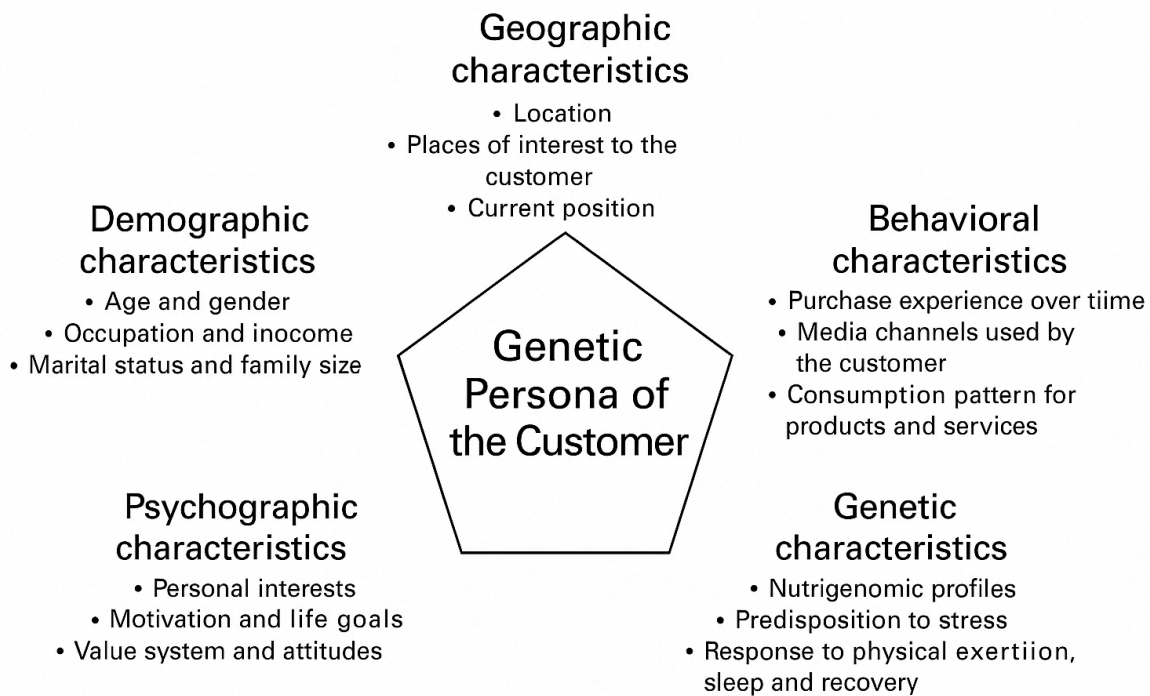 Geographic
characteristics
• Location
• Places of interest to the
customer
• Current position
Demographic
characteristics
• Age and gender
• Occupation and inocome
• Marital status and family size
Behavioral
characteristics
• Purchase experience over tiime
• Media channels used by
the customer
• Consumption pattern for
products and services
Genetic
Persona of
the Customer
Psychographic
characteristics
• Personal interests
• Motivation and life goals
• Value system and attitudes
Genetic
characteristics
• Nutrigenomic profiles
• Predisposition to stress
• Response to physical exertiion,
sleep and recovery